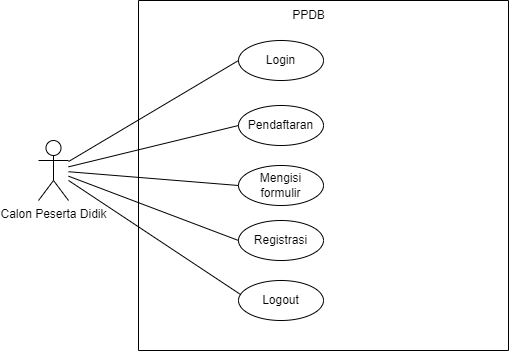 PPDB
Login
Pendaftaran
Mengisi
formulir
Calon Peserta Didik
Registrasi
Logout